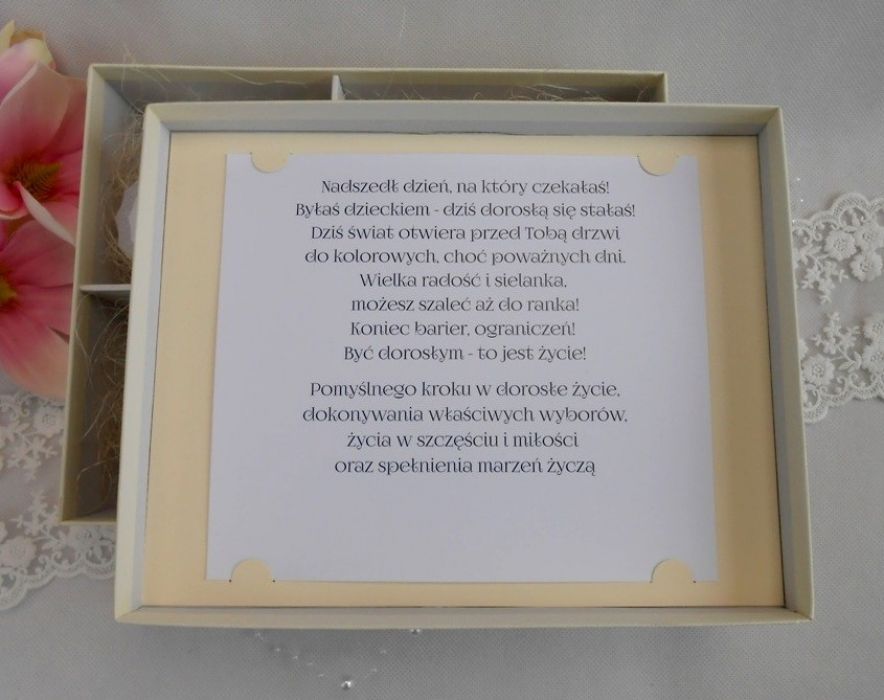 Nadszedł dzień, na który czekałaś!
Byłaś dzieckiem - dziś dorosłą się stałaś!
Dziś świat otwiera przed Tobą drzwi
do kolorowych, choć poważnych dni.
Wielka radość i sielanka,
możesz szaleć aż do ranka!
Koniec barier, ograniczeń!
Być dorosłym - to jest życie!
Pomyślnego kroku w dorosłe życie,
dokonywania właściwych wyborów,
życia w szczęściu i miłości
oraz spełnienia marzeń życzą